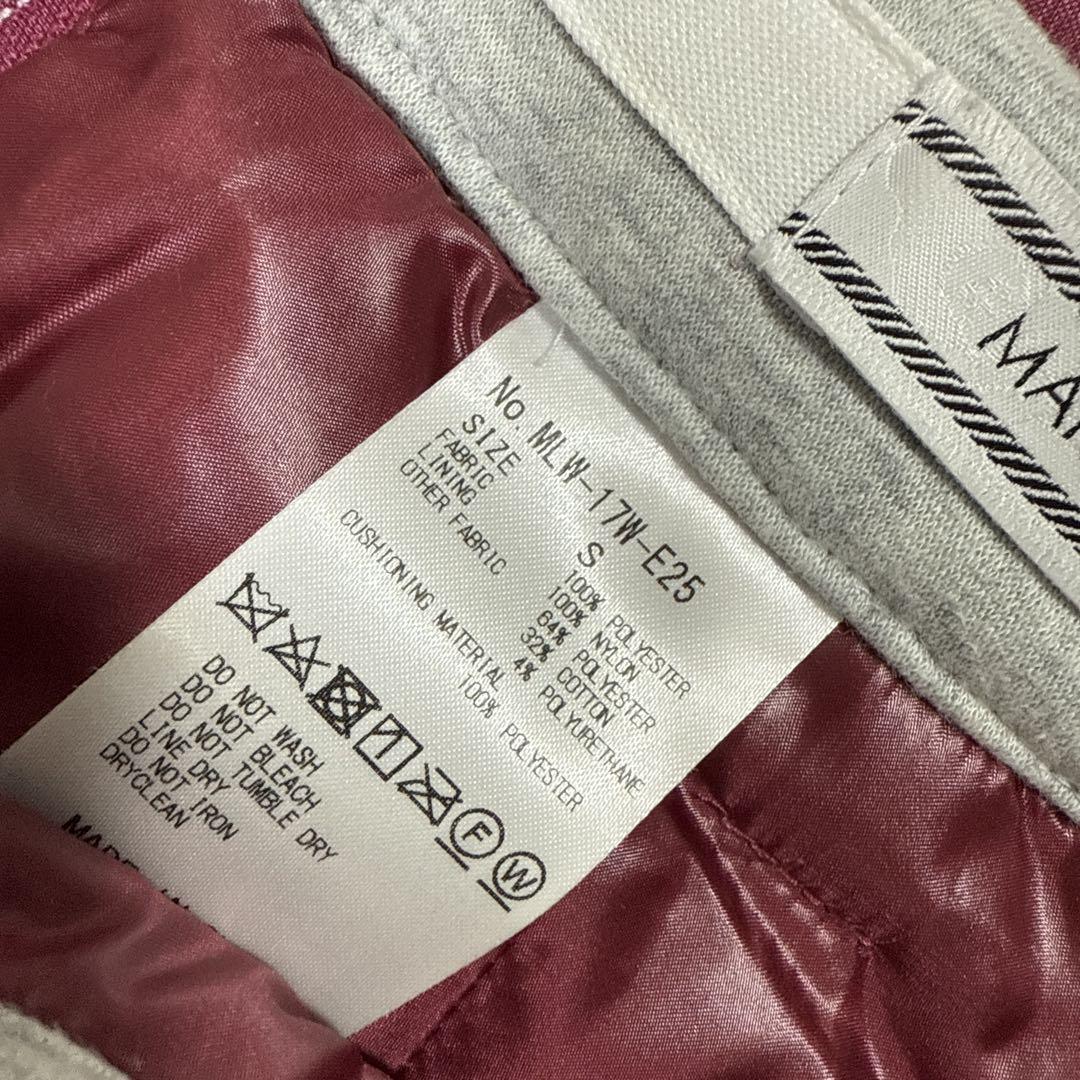 No. MLW-17W-E25
SIZE S
FABRIC 100% POLYESTER
LINING 100% NYLON
OTHER FABRIC 64% POLYESTER
32% COTTON
4% POLYURETHANE
CUSHIONING MATERIAL 100% POLYESTER
F W
DO NOT WASH
DO NOT BLEACH
DO NOT TUMBLE DRY
LINE DRY
DO NOT IRON
DRYCLEAN